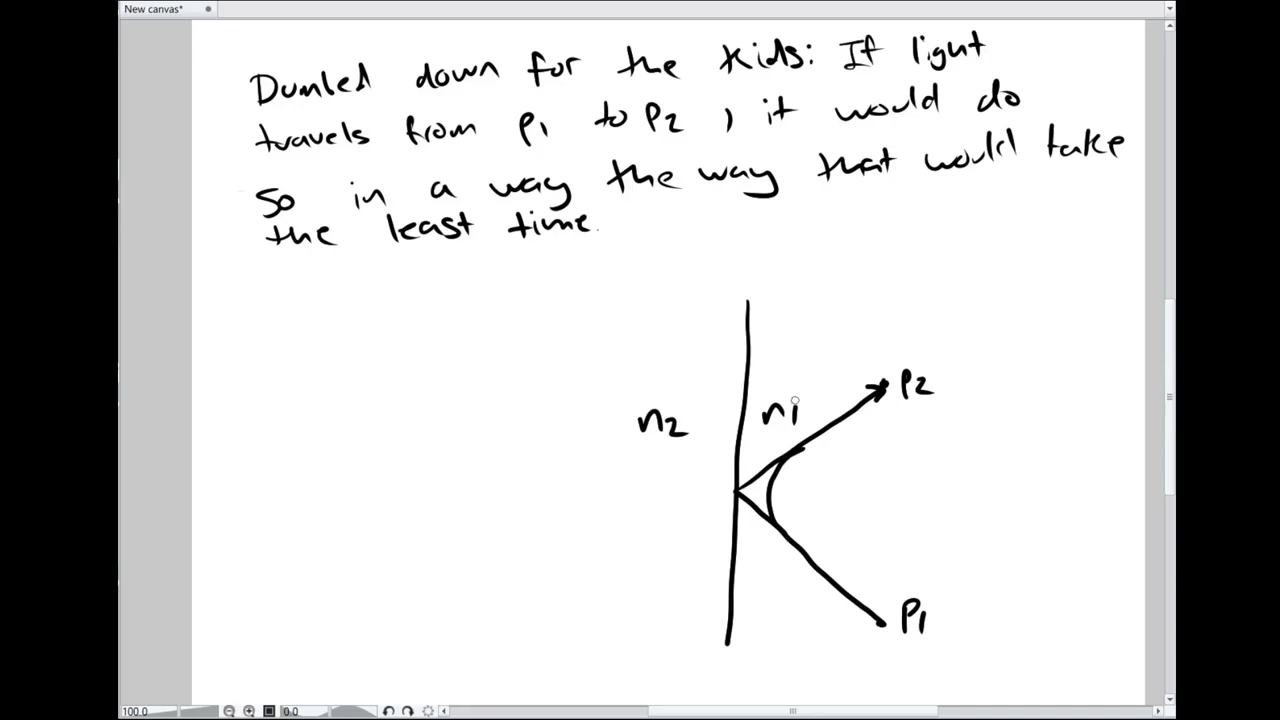 New canvas*
Dumbed down for the kids: If light
travels from P1 to P2, it would do
so in a way the way that would take
the least time.
P2
n1
n2
P1
100.0
0.0